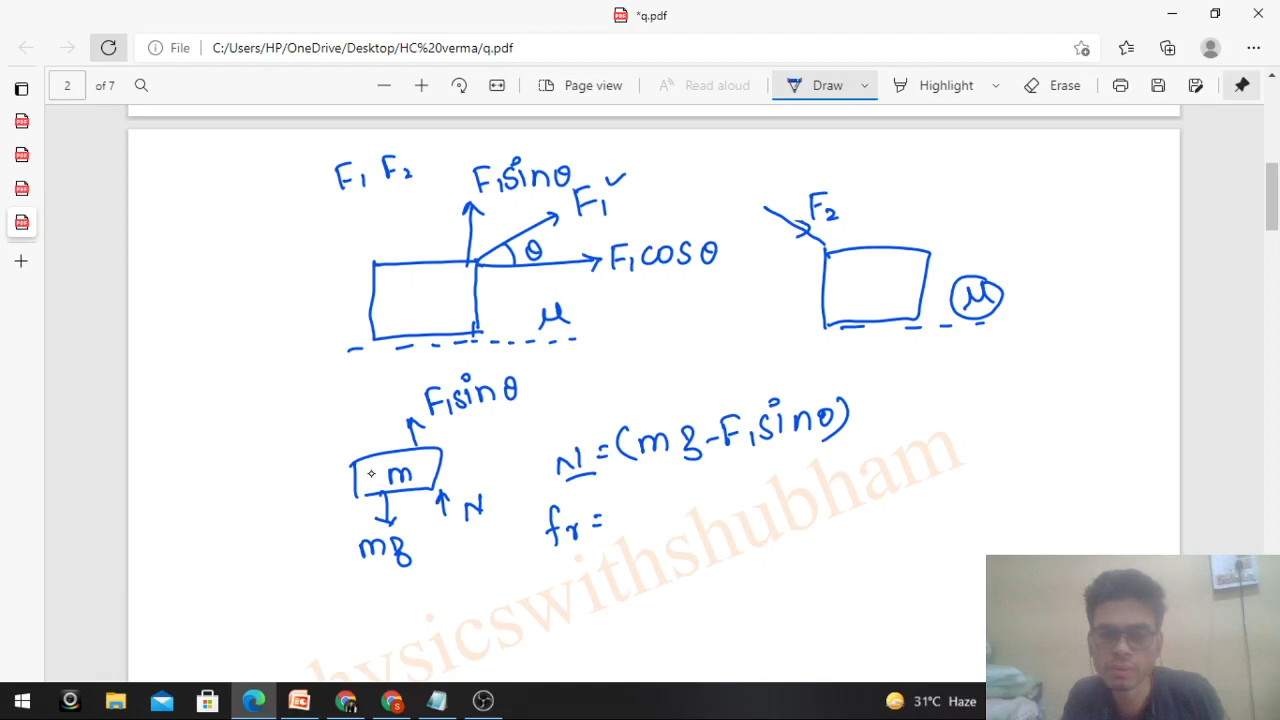 *q.pdf
File C:/Users/HP/OneDrive/Desktop/HC%20verma/q.pdf
2 of 7 Page view Read aloud Draw Highlight Erase
F₁ F₂
F₁sinθ
F₁
θ
F₁cosθ
μ
F₂
μ
F₁sinθ
m
N
mg
N=(mg-F₁sinθ)
fr=
hysicswithshubham
31°C Haze